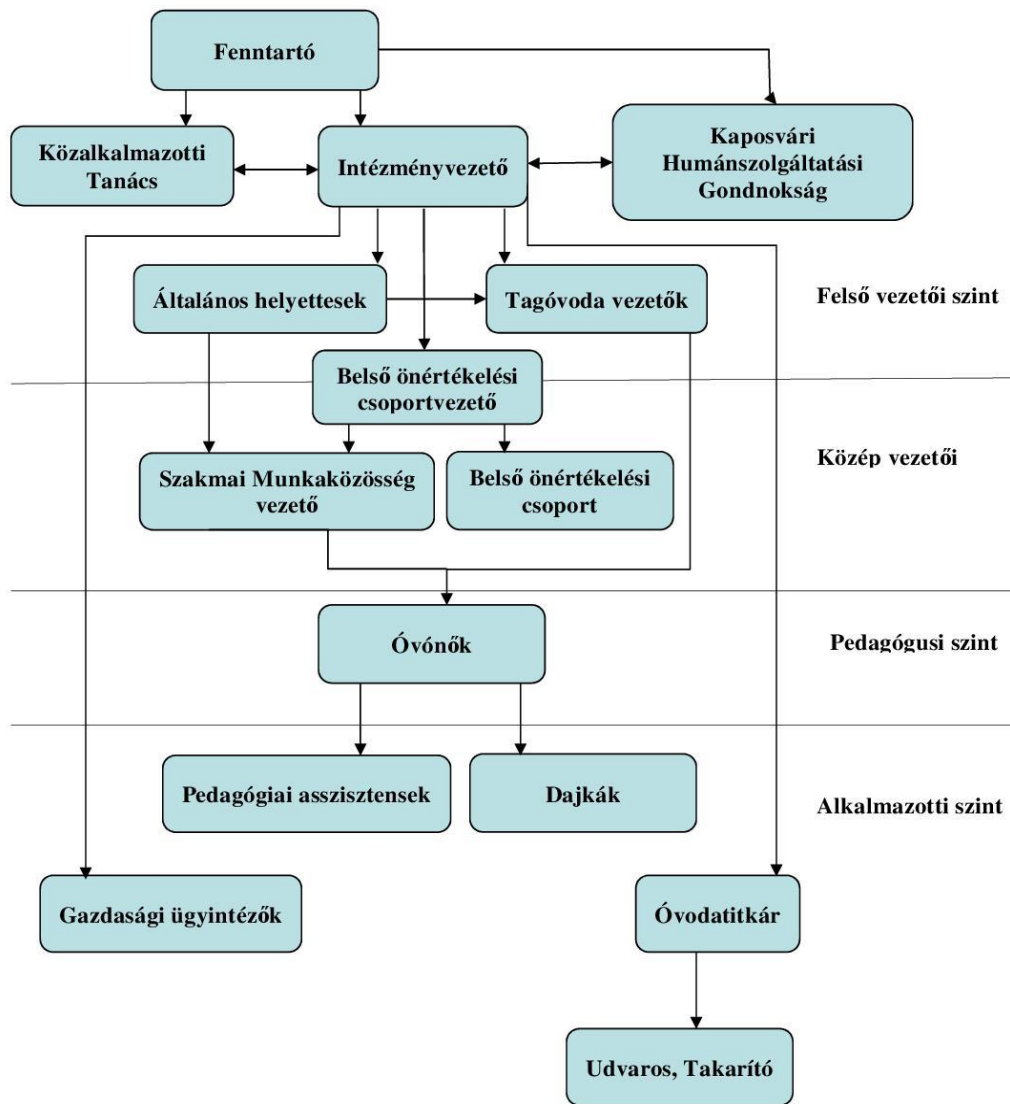 Fenntartó
Közalkalmazotti
Tanács
Intézményvezető
Kaposvári
Humánszolgáltatási
Gondnokság
Általános helyettesek
Tagóvoda vezetők
Felső vezetői szint
Belső önértékelési
csoportvezető
Közép vezetői
Szakmai Munkaközösség
vezető
Belső önértékelési
csoport
Óvónők
Pedagógusi szint
Pedagógiai asszisztensek
Dajkák
Alkalmazotti szint
Gazdasági ügyintézők
Óvodatitkár
Udvaros, Takarító